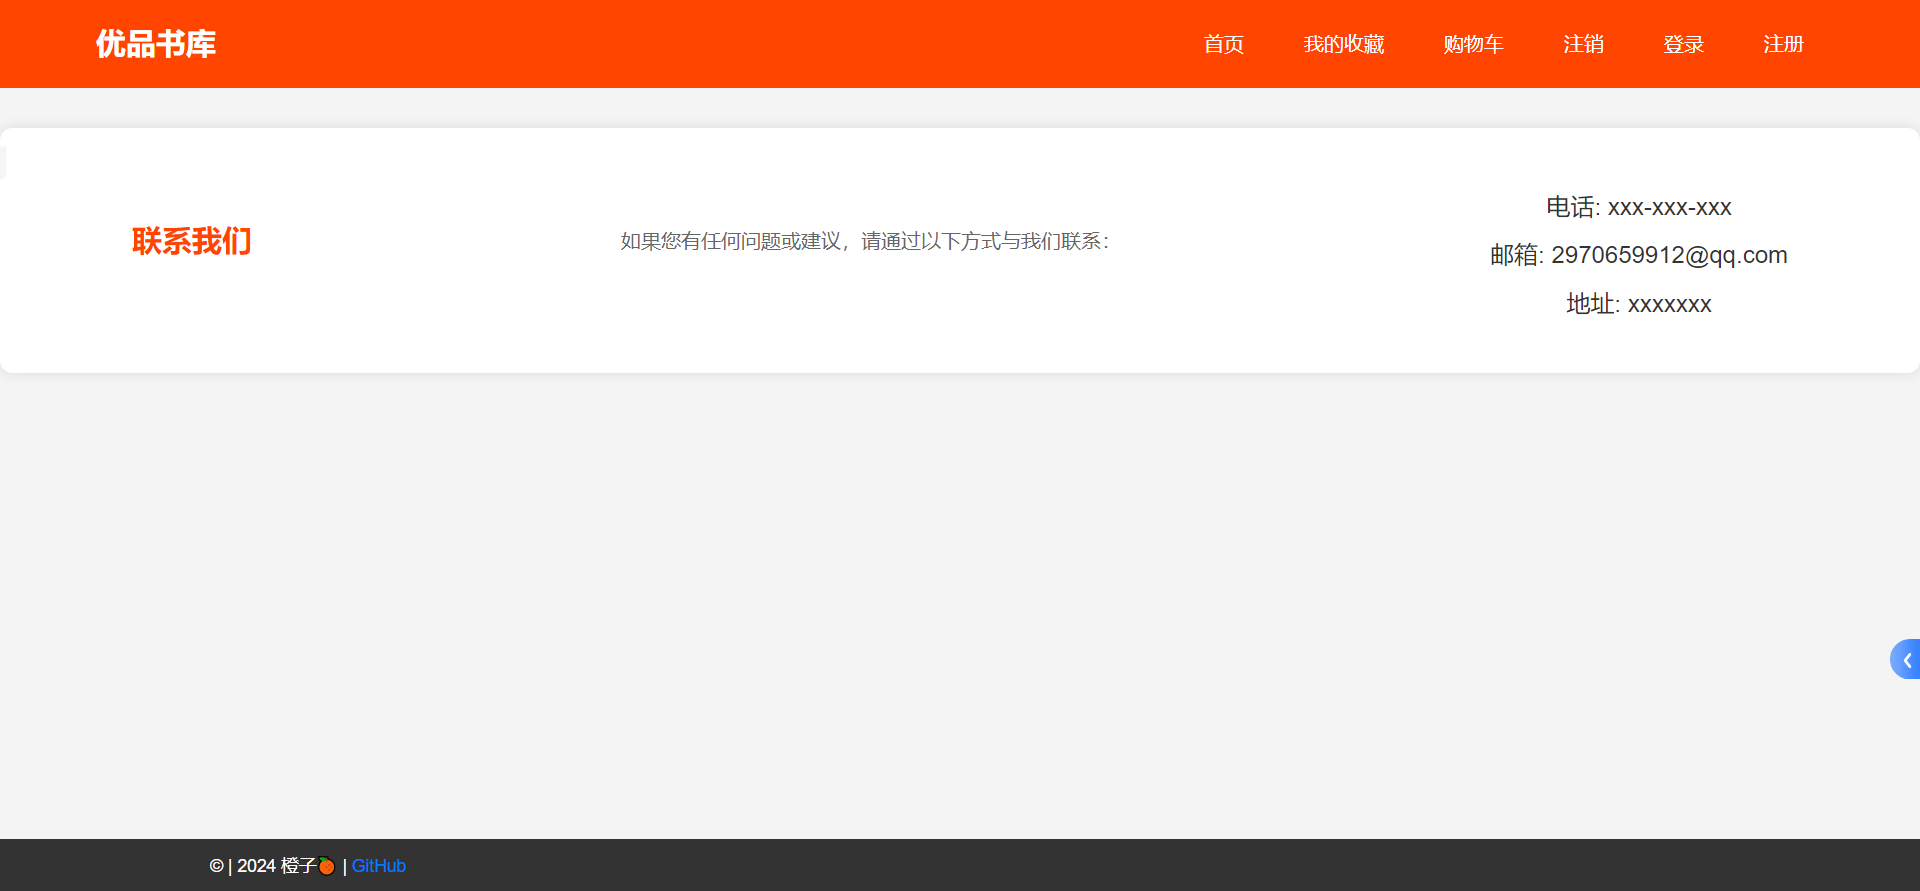 优品书库
首页 我的收藏 购物车 注销 登录 注册
联系我们
如果您有任何问题或建议，请通过以下方式与我们联系：
电话: xxx-xxx-xxx
邮箱: 2970659912@qq.com
地址: xxxxxxx
© | 2024 橙子🍊 | GitHub